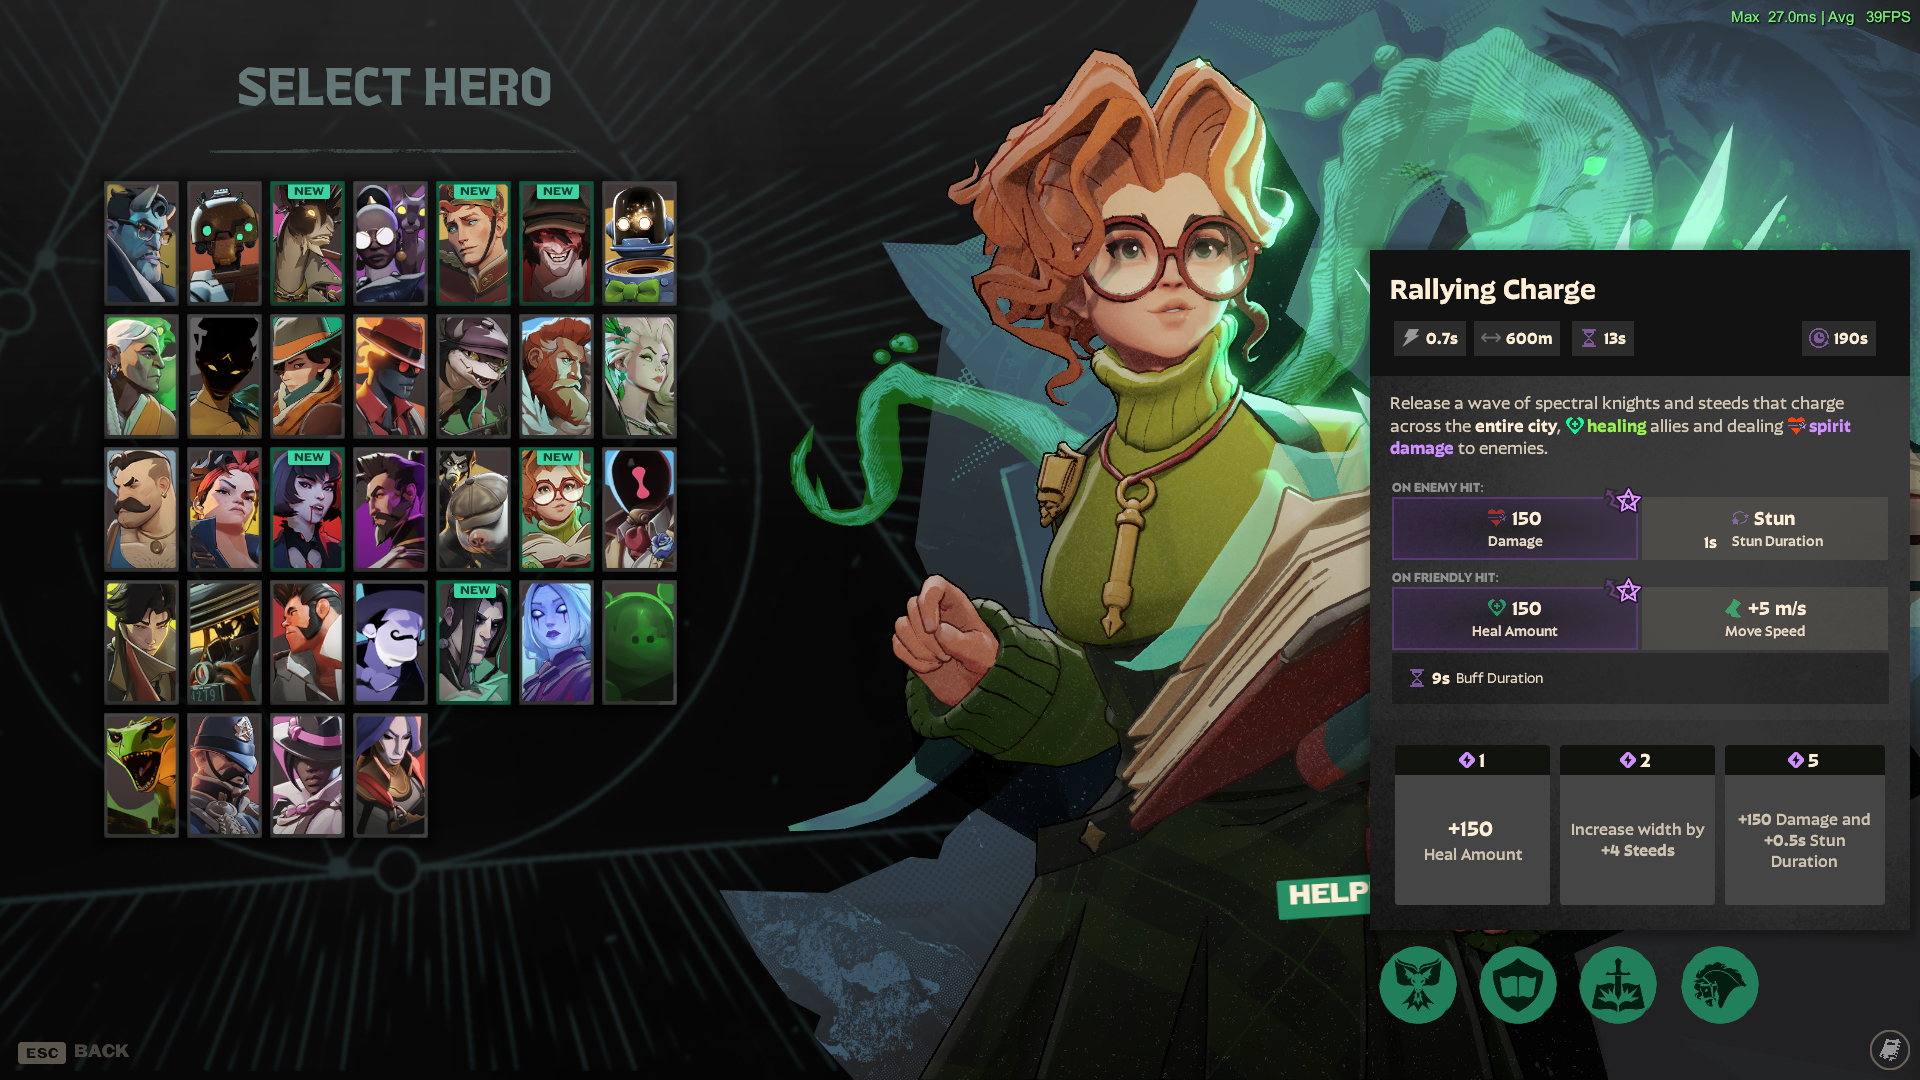 Max 27.0ms | Avg 39FPS
SELECT HERO
NEW
NEW
NEW
NEW
NEW
4279
NEW
Rallying Charge
0.7s
600m
13s
190s
Release a wave of spectral knights and steeds that charge
across the entire city, healing allies and dealing spirit
damage to enemies.
ON ENEMY HIT:
150
Damage
Stun
1s Stun Duration
ON FRIENDLY HIT:
150
Heal Amount
+5 m/s
Move Speed
9s Buff Duration
1
+150
Heal Amount
2
Increase width by
+4 Steeds
5
+150 Damage and
+0.5s Stun
Duration
HELP
ESC BACK